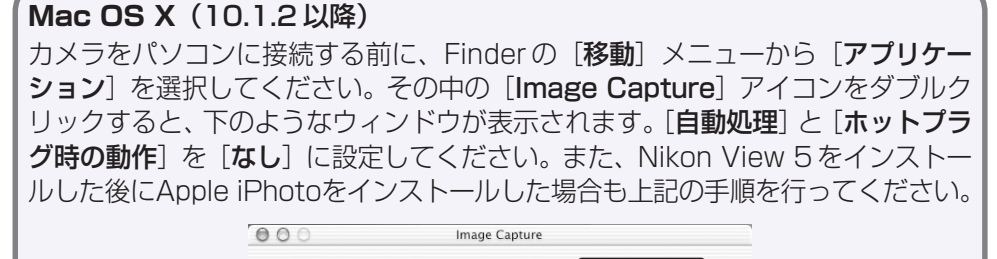 Mac OS X（10.1.2以降）
カメラをパソコンに接続する前に、Finderの［移動］メニューから［アプリケー
ション］を選択してください。その中の［Image Capture］アイコンをダブルク
リックすると、下のようなウィンドウが表示されます。［自動処理］と［ホットプラ
グ時の動作］を［なし］に設定してください。また、Nikon View 5をインストー
ルした後にApple iPhotoをインストールした場合も上記の手順を行ってください。
Image Capture